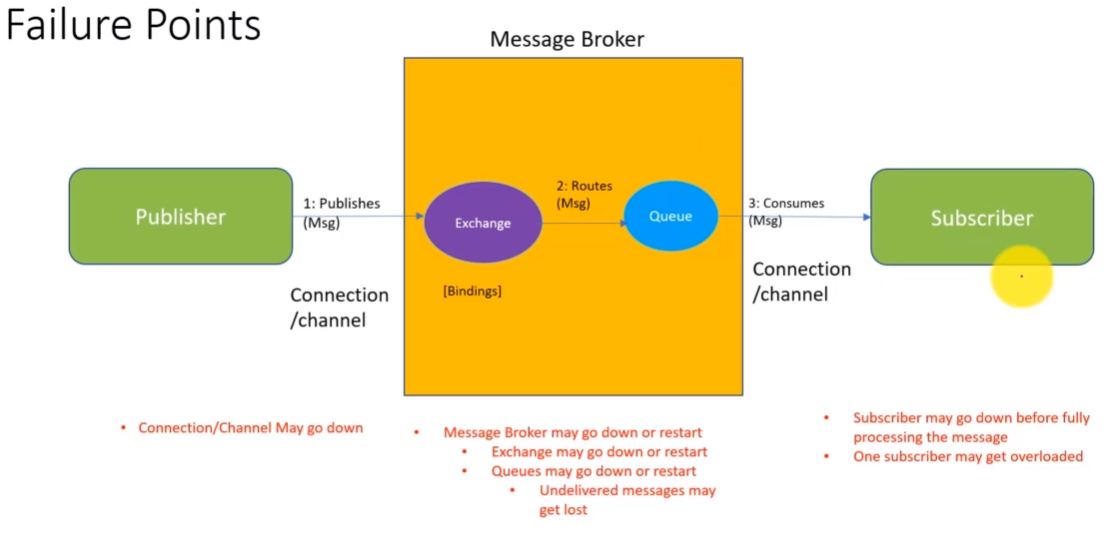 Failure Points
Message Broker
Publisher
1: Publishes
(Msg)
Exchange
2: Routes
(Msg)
Queue
3: Consumes
(Msg)
Subscriber
Connection
/channel
[Bindings]
Connection
/channel
• Connection/Channel May go down
• Message Broker may go down or restart
• Exchange may go down or restart
• Queues may go down or restart
• Undelivered messages may
get lost
• Subscriber may go down before fully
processing the message
• One subscriber may get overloaded